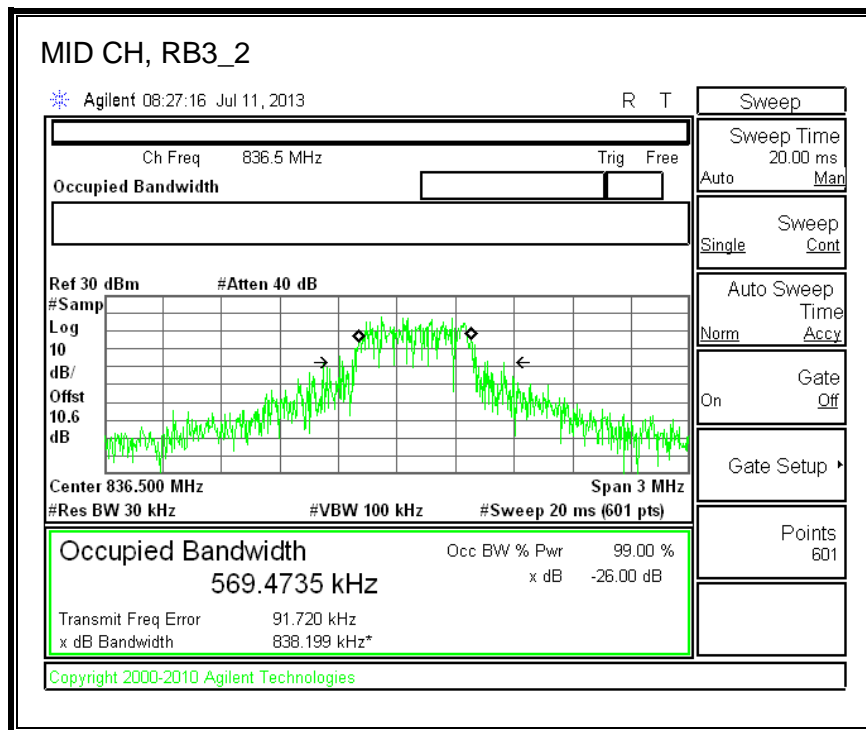 MID CH, RB3_2
Agilent 08:27:16 Jul 11, 2013 R T
Ch Freq 836.5 MHz Trig Free
Occupied Bandwidth
Ref 30 dBm #Atten 40 dB
#Samp
Log
10
dB/
Offst
10.6
dB
Center 836.500 MHz Span 3 MHz
#Res BW 30 kHz #VBW 100 kHz #Sweep 20 ms (601 pts)
Occupied Bandwidth
569.4735 kHz
Occ BW % Pwr 99.00 %
x dB -26.00 dB
Transmit Freq Error 91.720 kHz
x dB Bandwidth 838.199 kHz*
Copyright 2000-2010 Agilent Technologies
Sweep
Sweep Time
20.00 ms
Auto Man
Sweep
Single Cont
Auto Sweep
Time
Norm Accy
Gate
On Off
Gate Setup
Points
601